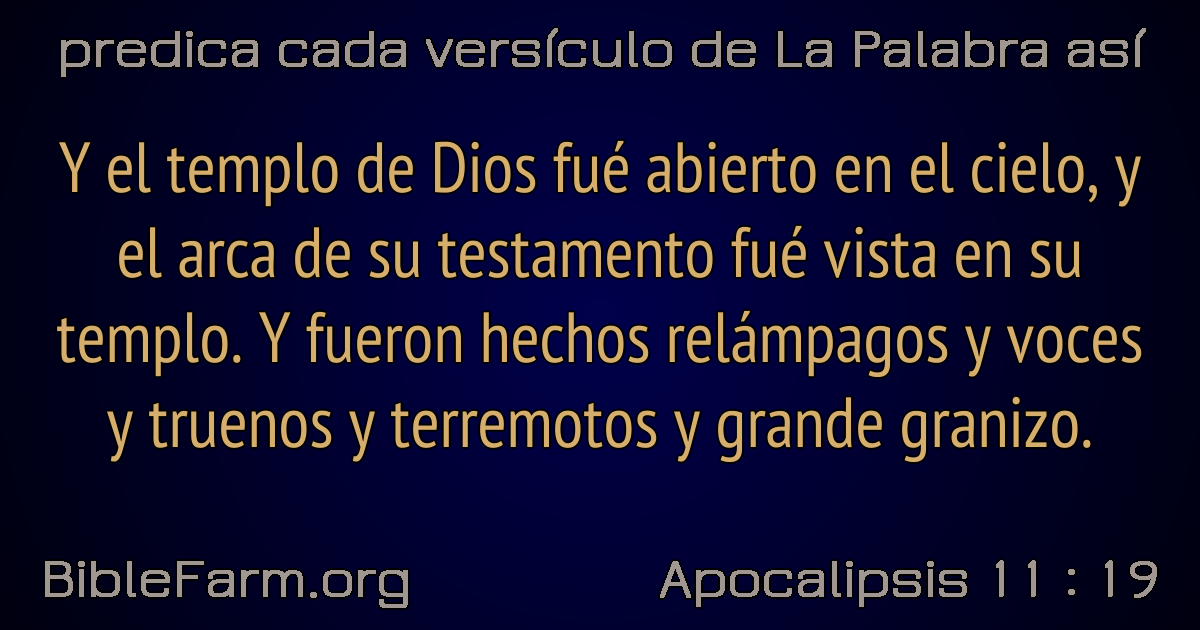 predica cada versículo de La Palabra así
Y el templo de Dios fué abierto en el cielo, y
el arca de su testamento fué vista en su
templo. Y fueron hechos relámpagos y voces
y truenos y terremotos y grande granizo.
BibleFarm.org
Apocalipsis 11 : 19